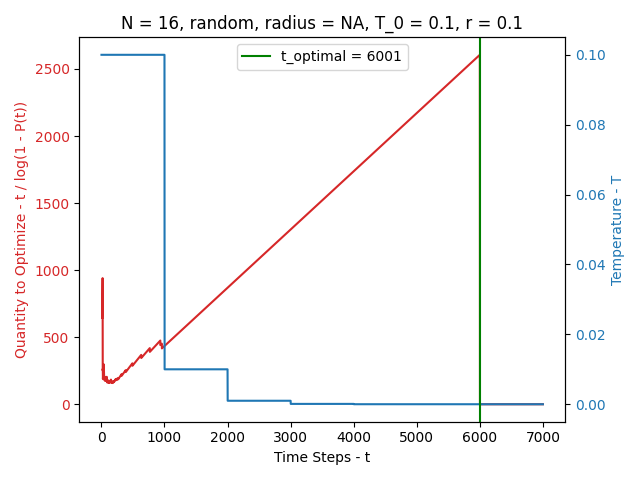 N = 16, random, radius = NA, T_0 = 0.1, r = 0.1
t_optimal = 6001
Quantity to Optimize - t / log(1 - P(t))
2500
2000
1500
1000
500
0
0.10
0.08
0.06
0.04
0.02
0.00
Temperature - T
0 1000 2000 3000 4000 5000 6000 7000
Time Steps - t